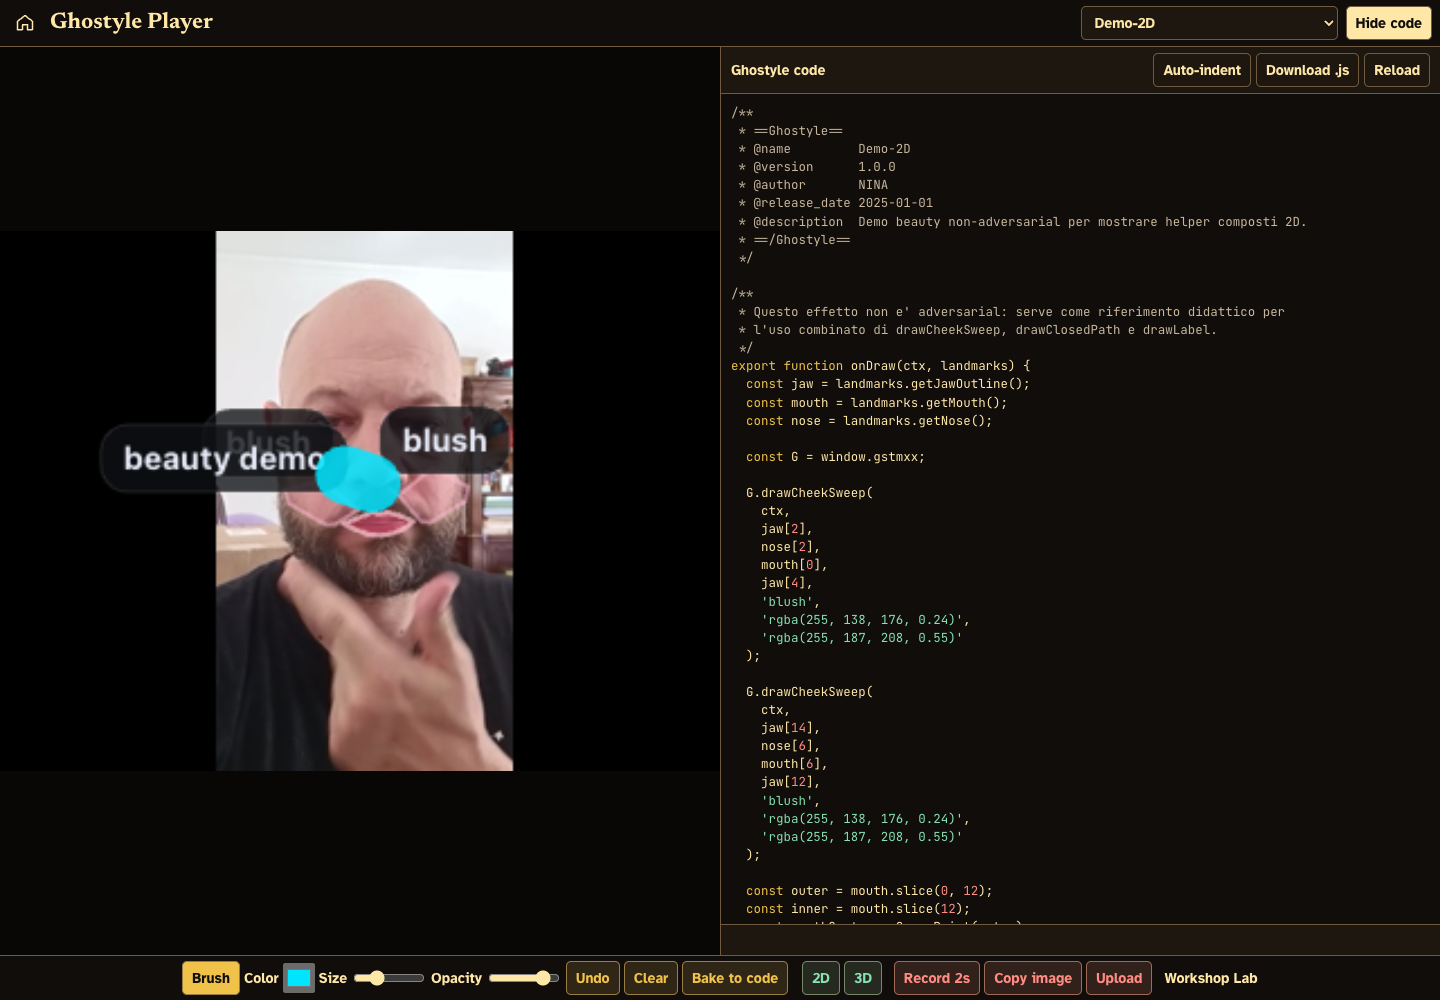 Ghostyle Player
Demo-2D
Hide code
Ghostyle code
Auto-indent
Download .js
Reload
blush
blush
beauty demo
/**
 * ==Ghostyle==
 * @name         Demo-2D
 * @version      1.0.0
 * @author       NINA
 * @release_date 2025-01-01
 * @description  Demo beauty non-adversarial per mostrare helper composti 2D.
 * ==/Ghostyle==
 */
/**
 * Questo effetto non e' adversarial: serve come riferimento didattico per
 * l'uso combinato di drawCheekSweep, drawClosedPath e drawLabel.
 */
export function onDraw(ctx, landmarks) {
  const jaw = landmarks.getJawOutline();
  const mouth = landmarks.getMouth();
  const nose = landmarks.getNose();
  const G = window.gstmxx;
  G.drawCheekSweep(
    ctx,
    jaw[2],
    nose[2],
    mouth[0],
    jaw[4],
    'blush',
    'rgba(255, 138, 176, 0.24)',
    'rgba(255, 187, 208, 0.55)'
  );
  G.drawCheekSweep(
    ctx,
    jaw[14],
    nose[6],
    mouth[6],
    jaw[12],
    'blush',
    'rgba(255, 138, 176, 0.24)',
    'rgba(255, 187, 208, 0.55)'
  );
  const outer = mouth.slice(0, 12);
  const inner = mouth.slice(12);
Brush
Color
Size
Opacity
Undo
Clear
Bake to code
2D
3D
Record 2s
Copy image
Upload
Workshop Lab